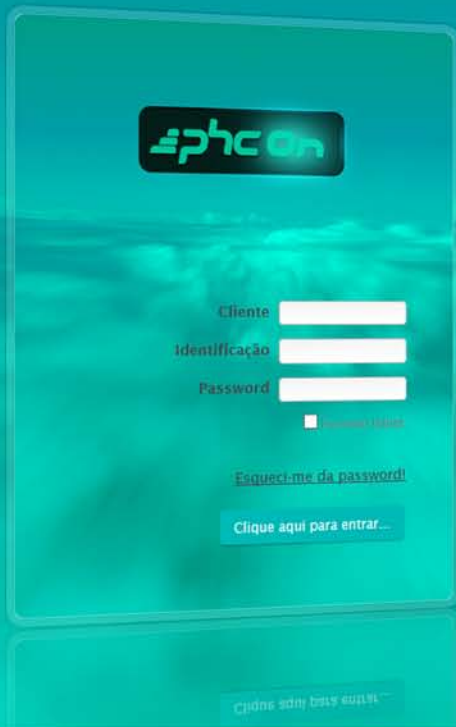 phc on
Cliente
Identificação
Password
Esqueci-me da password!
Clique aqui para entrar...